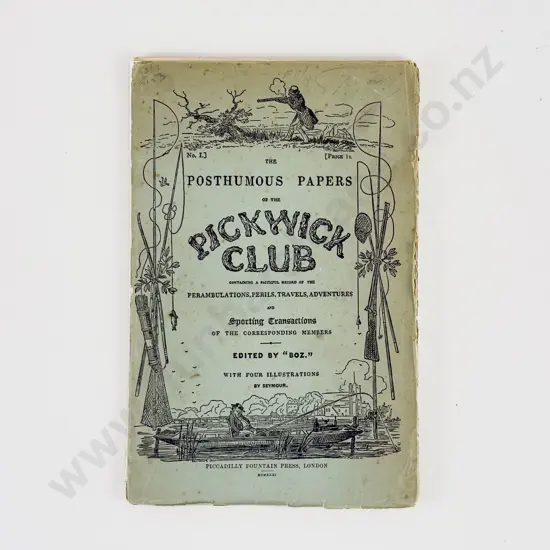 No. I.] [PRICE 1s.
THE
POSTHUMOUS PAPERS
OF THE
PICKWICK
CLUB
CONTAINING A FAITHFUL RECORD OF THE
PERAMBULATIONS, PERILS, TRAVELS, ADVENTURES
AND
Sporting Transactions
OF THE CORRESPONDING MEMBERS
EDITED BY "BOZ."
WITH FOUR ILLUSTRATIONS
BY SEYMOUR.
PICCADILLY FOUNTAIN PRESS, LONDON